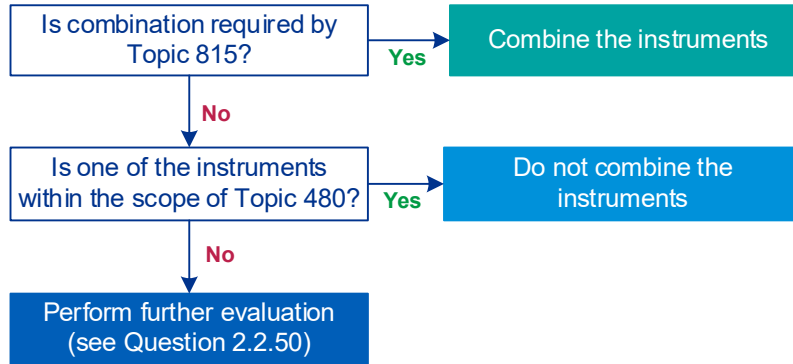 Is combination required by
Topic 815?
Yes
Combine the instruments
No
Is one of the instruments
within the scope of Topic 480?
Yes
Do not combine the
instruments
No
Perform further evaluation
(see Question 2.2.50)